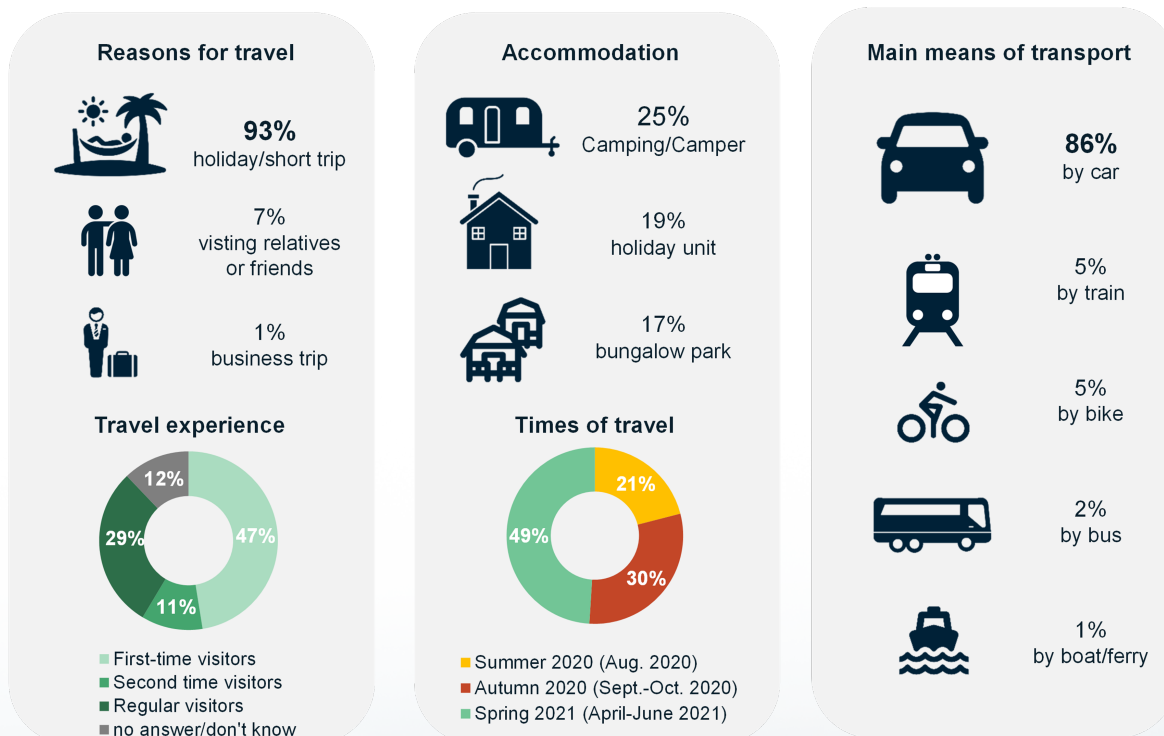 Reasons for travel
93%
holiday/short trip
7%
visting relatives
or friends
1%
business trip
Travel experience
12%
47%
29%
11%
First-time visitors
Second time visitors
Regular visitors
no answer/don't know
Accommodation
25%
Camping/Camper
19%
holiday unit
17%
bungalow park
Times of travel
21%
49%
30%
Summer 2020 (Aug. 2020)
Autumn 2020 (Sept.-Oct. 2020)
Spring 2021 (April-June 2021)
Main means of transport
86%
by car
5%
by train
5%
by bike
2%
by bus
1%
by boat/ferry